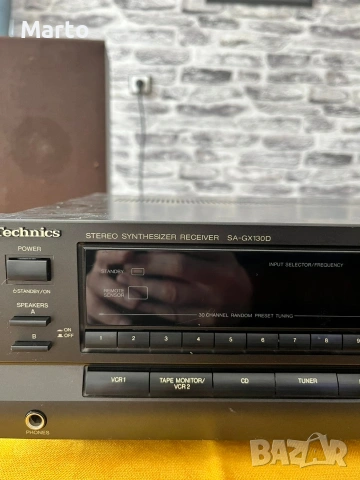 Marto
Technics
STEREO SYNTHESIZER RECEIVER SA-GX130D
POWER
INPUT SELECTOR/FREQUENCY
STANDBY
⏻/STANDBY/ON
REMOTE SENSOR
SPEAKERS
A
30 CHANNEL RANDOM PRESET TUNING
B
ON
OFF
1 2 3 4 5 6 7 8 9
VCR1
TAPE MONITOR/
VCR 2
CD
TUNER
PHONES
BAZAR
bg